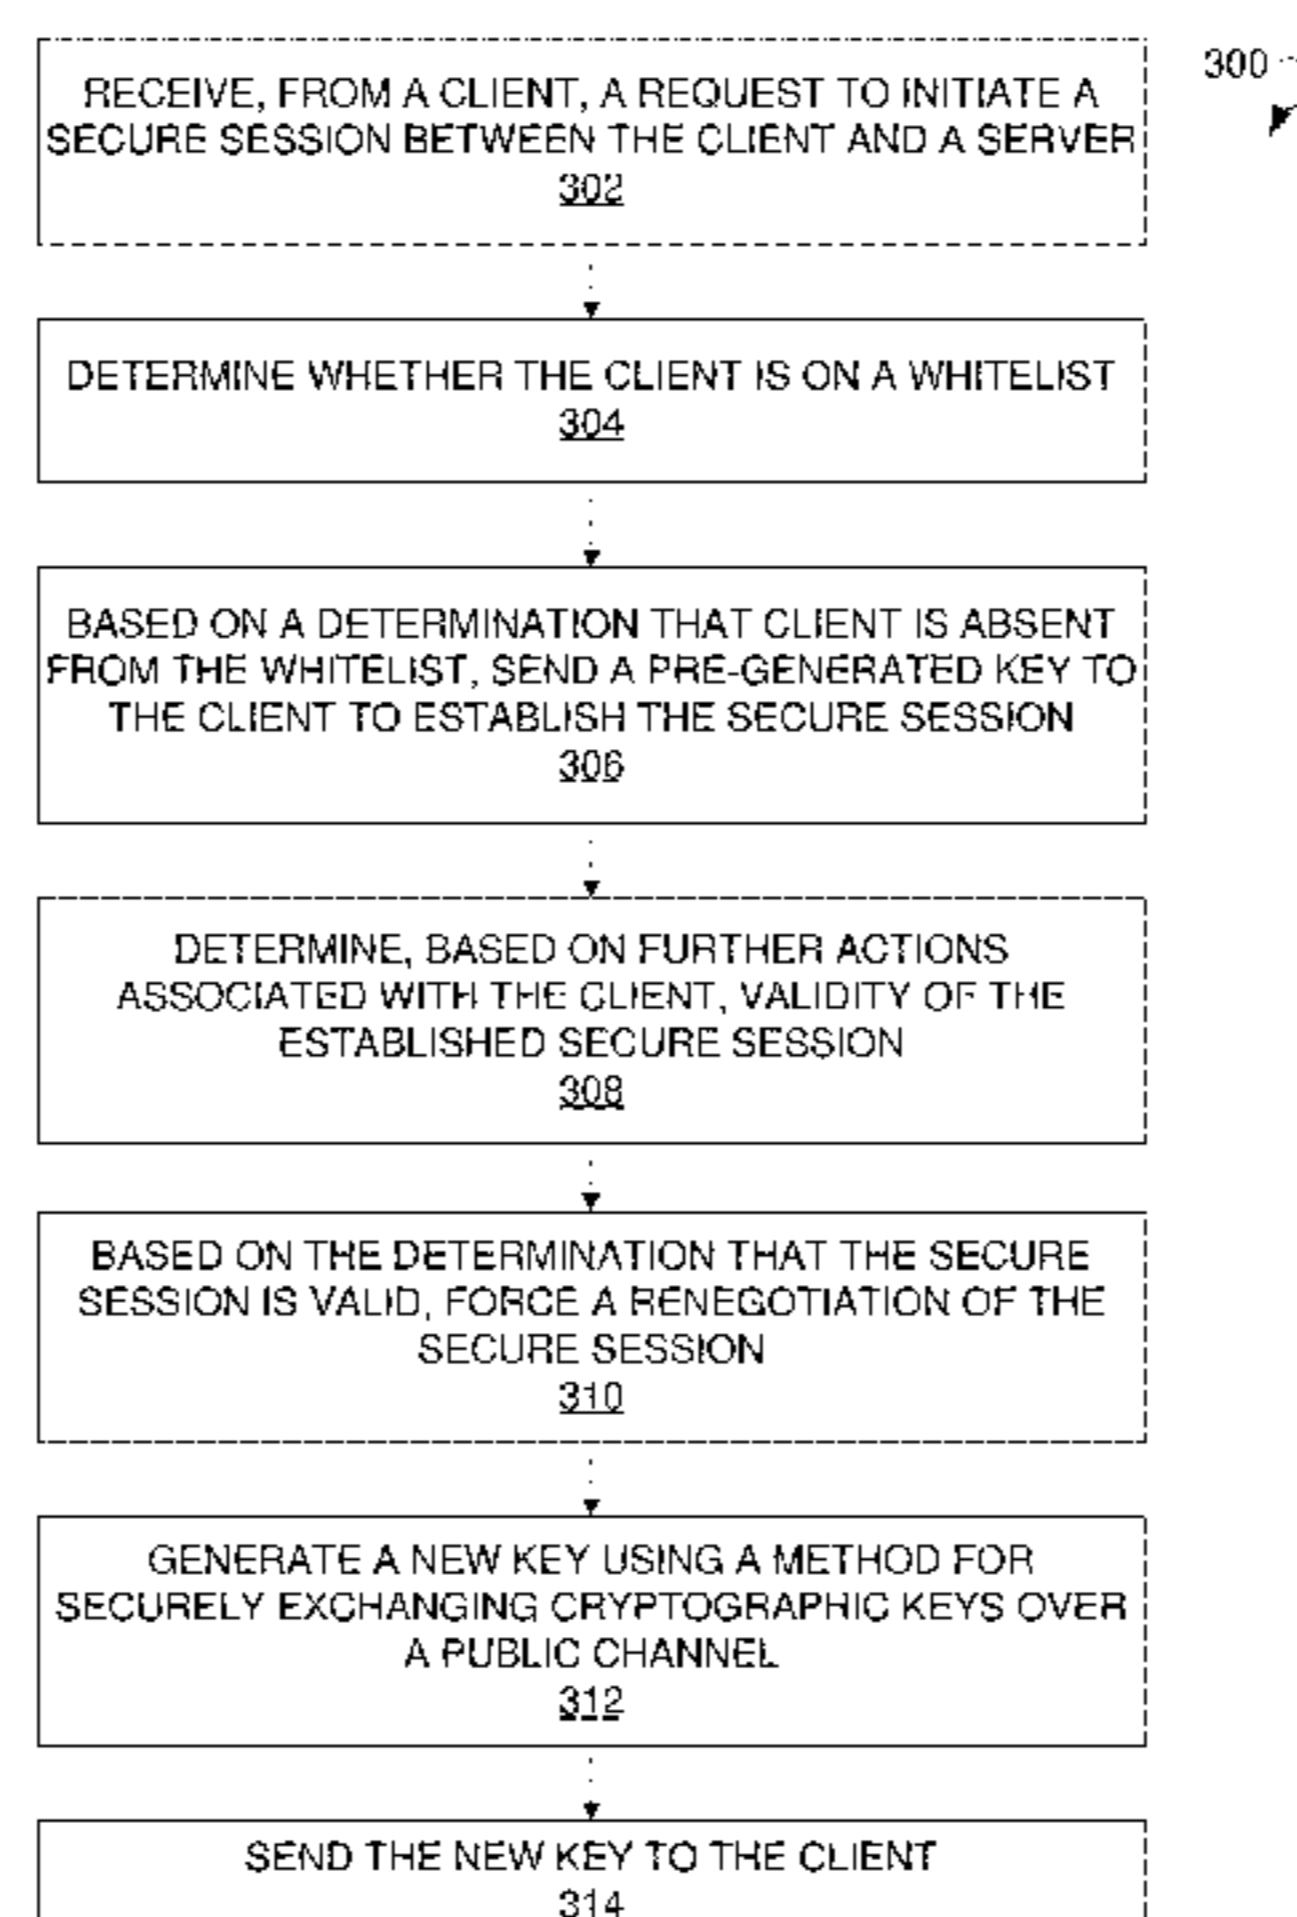 300
RECEIVE, FROM A CLIENT, A REQUEST TO INITIATE A
SECURE SESSION BETWEEN THE CLIENT AND A SERVER
302
DETERMINE WHETHER THE CLIENT IS ON A WHITELIST
304
BASED ON A DETERMINATION THAT CLIENT IS ABSENT
FROM THE WHITELIST, SEND A PRE-GENERATED KEY TO
THE CLIENT TO ESTABLISH THE SECURE SESSION
306
DETERMINE, BASED ON FURTHER ACTIONS
ASSOCIATED WITH THE CLIENT, VALIDITY OF THE
ESTABLISHED SECURE SESSION
308
BASED ON THE DETERMINATION THAT THE SECURE
SESSION IS VALID, FORCE A RENEGOTIATION OF THE
SECURE SESSION
310
GENERATE A NEW KEY USING A METHOD FOR
SECURELY EXCHANGING CRYPTOGRAPHIC KEYS OVER
A PUBLIC CHANNEL
312
SEND THE NEW KEY TO THE CLIENT
314